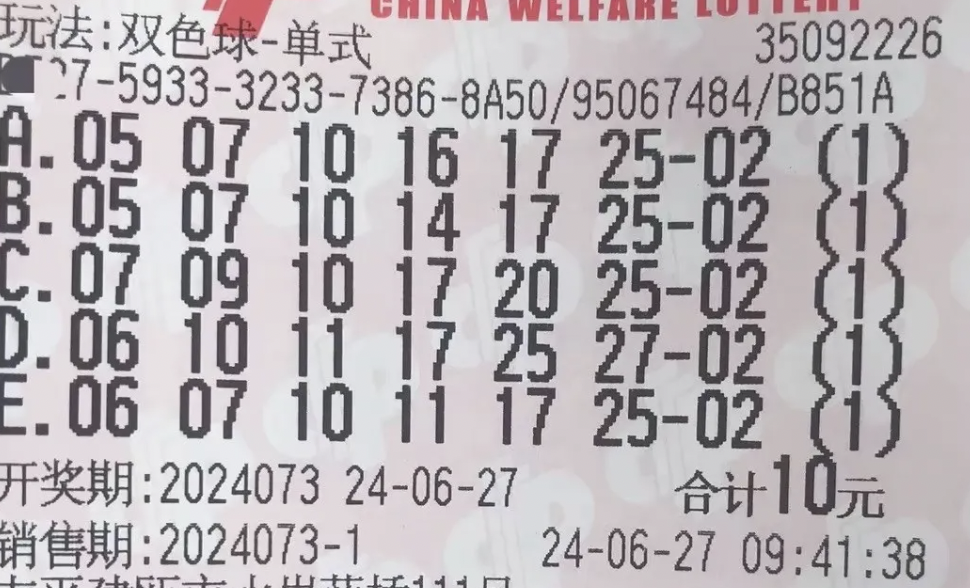 CHINA WELFARE LOTTERY
玩法:双色球-单式 35092226
27-5933-3233-7386-8A50/95067484/B851A
A.05 07 10 16 17 25-02 (1)
B.05 07 10 14 17 25-02 (1)
C.07 09 10 17 20 25-02 (1)
D.06 10 11 17 25 27-02 (1)
E.06 07 10 11 17 25-02 (1)
开奖期:2024073 24-06-27 合计10元
销售期:2024073-1 24-06-27 09:41:38